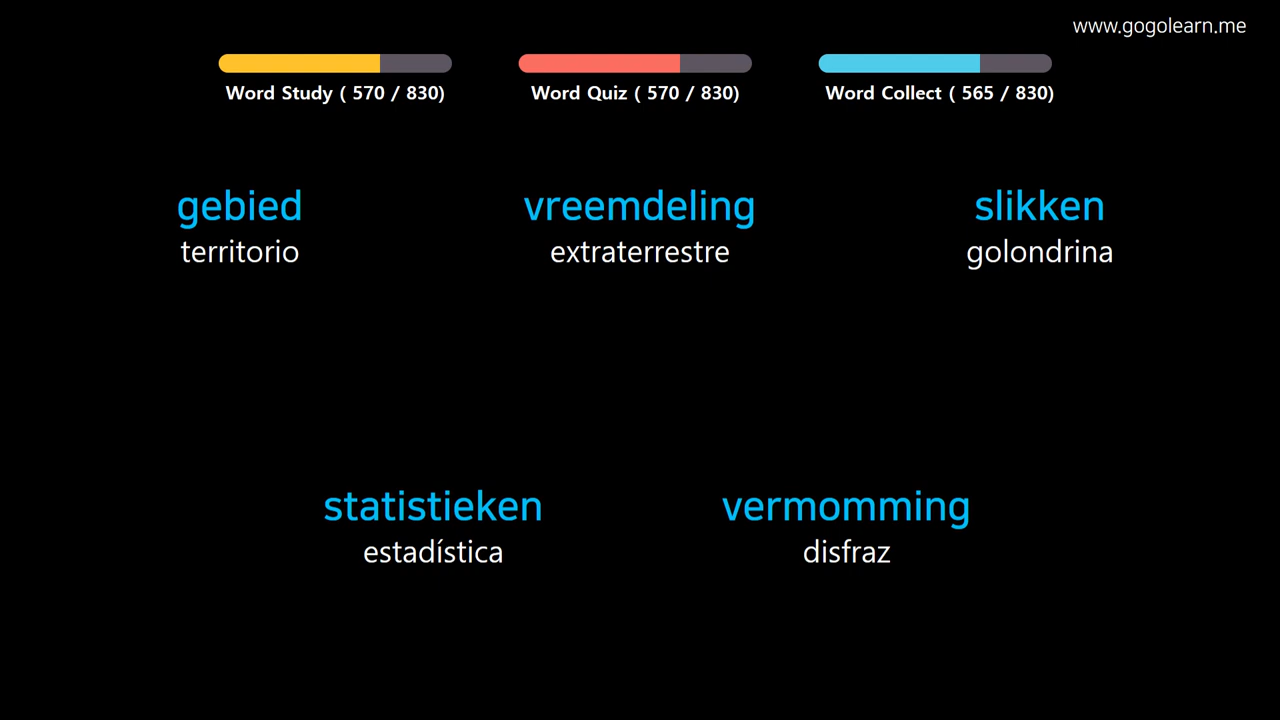 www.gogolearn.me
Word Study ( 570 / 830)
Word Quiz ( 570 / 830)
Word Collect ( 565 / 830)
gebied
territorio
vreemdeling
extraterrestre
slikken
golondrina
statistieken
estadística
vermomming
disfraz